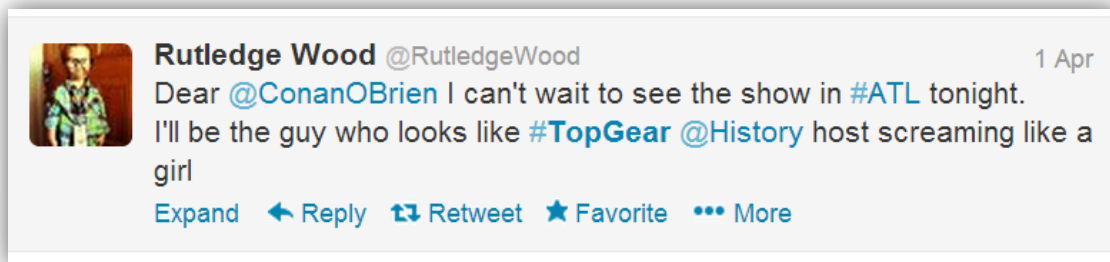 Rutledge Wood @RutledgeWood 1 Apr
Dear @ConanOBrien I can't wait to see the show in #ATL tonight.
I'll be the guy who looks like #TopGear @History host screaming like a
girl
Expand Reply Retweet Favorite More